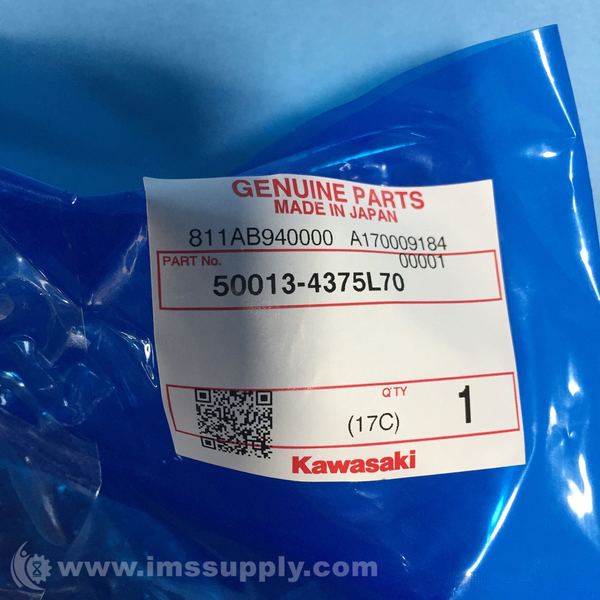 GENUINE PARTS
MADE IN JAPAN
811AB940000 A170009184
PART No. 00001
50013-4375L70
Q'TY
(17C) 1
Kawasaki
www.imssupply.com